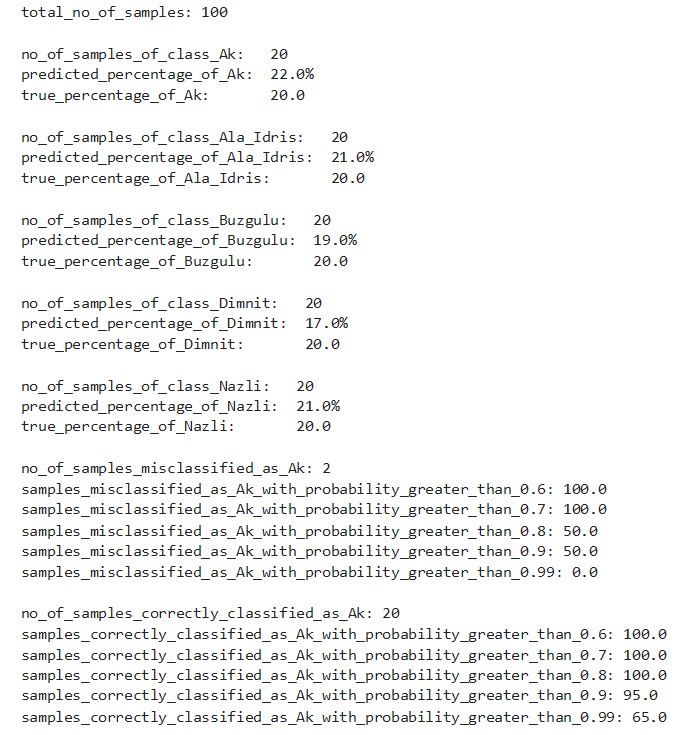 total_no_of_samples: 100
no_of_samples_of_class_Ak: 20
predicted_percentage_of_Ak: 22.0%
true_percentage_of_Ak: 20.0
no_of_samples_of_class_Ala_Idris: 20
predicted_percentage_of_Ala_Idris: 21.0%
true_percentage_of_Ala_Idris: 20.0
no_of_samples_of_class_Buzgulu: 20
predicted_percentage_of_Buzgulu: 19.0%
true_percentage_of_Buzgulu: 20.0
no_of_samples_of_class_Dimnit: 20
predicted_percentage_of_Dimnit: 17.0%
true_percentage_of_Dimnit: 20.0
no_of_samples_of_class_Nazli: 20
predicted_percentage_of_Nazli: 21.0%
true_percentage_of_Nazli: 20.0
no_of_samples_misclassified_as_Ak: 2
samples_misclassified_as_Ak_with_probability_greater_than_0.6: 100.0
samples_misclassified_as_Ak_with_probability_greater_than_0.7: 100.0
samples_misclassified_as_Ak_with_probability_greater_than_0.8: 50.0
samples_misclassified_as_Ak_with_probability_greater_than_0.9: 50.0
samples_misclassified_as_Ak_with_probability_greater_than_0.99: 0.0
no_of_samples_correctly_classified_as_Ak: 20
samples_correctly_classified_as_Ak_with_probability_greater_than_0.6: 100.0
samples_correctly_classified_as_Ak_with_probability_greater_than_0.7: 100.0
samples_correctly_classified_as_Ak_with_probability_greater_than_0.8: 100.0
samples_correctly_classified_as_Ak_with_probability_greater_than_0.9: 95.0
samples_correctly_classified_as_Ak_with_probability_greater_than_0.99: 65.0